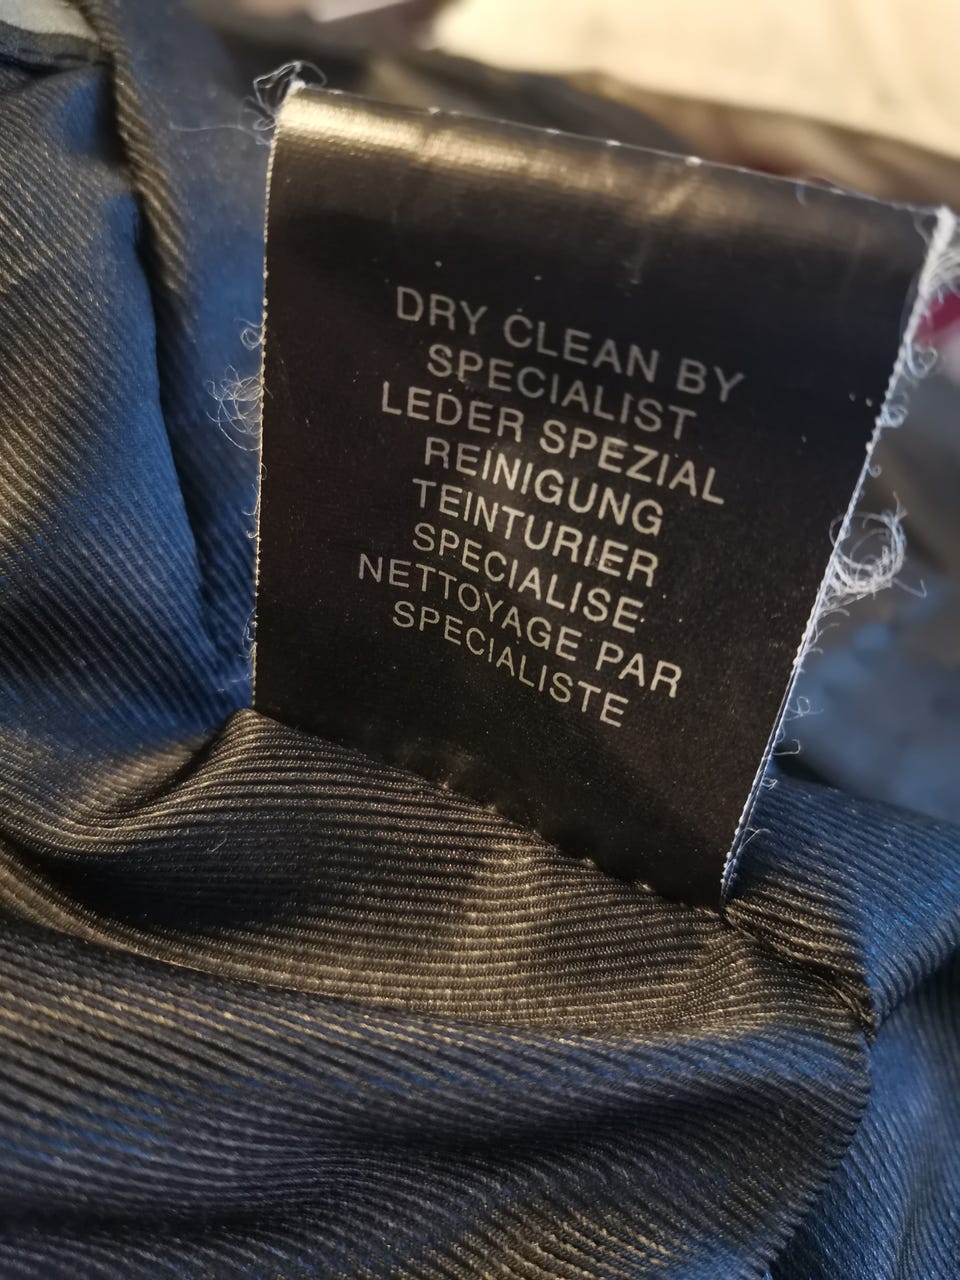 DRY CLEAN BY
SPECIALIST
LEDER SPEZIAL
REINIGUNG
TEINTURIER
SPECIALISE
NETTOYAGE PAR
SPECIALISTE